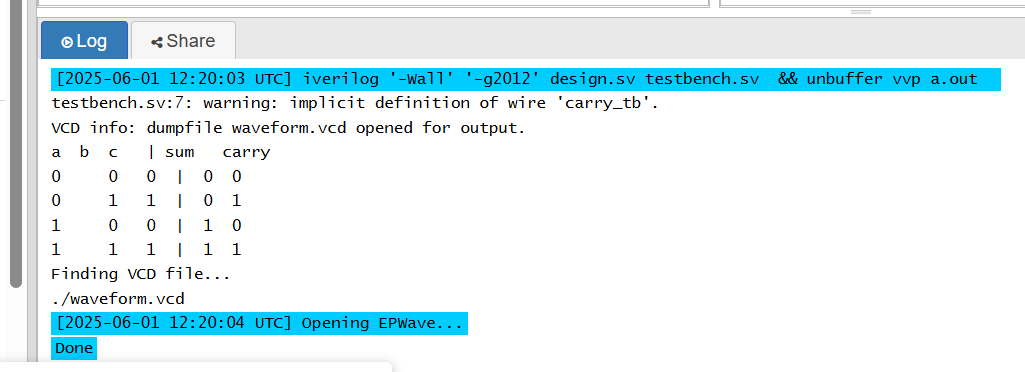 Log Share
[2025-06-01 12:20:03 UTC] iverilog '-Wall' '-g2012' design.sv testbench.sv  && unbuffer vvp a.out
testbench.sv:7: warning: implicit definition of wire 'carry_tb'.
VCD info: dumpfile waveform.vcd opened for output.
a  b  c   | sum   carry
0     0   0  |  0  0
0     1   1  |  0  1
1     0   0  |  1  0
1     1   1  |  1  1
Finding VCD file...
./waveform.vcd
[2025-06-01 12:20:04 UTC] Opening EPWave...
Done